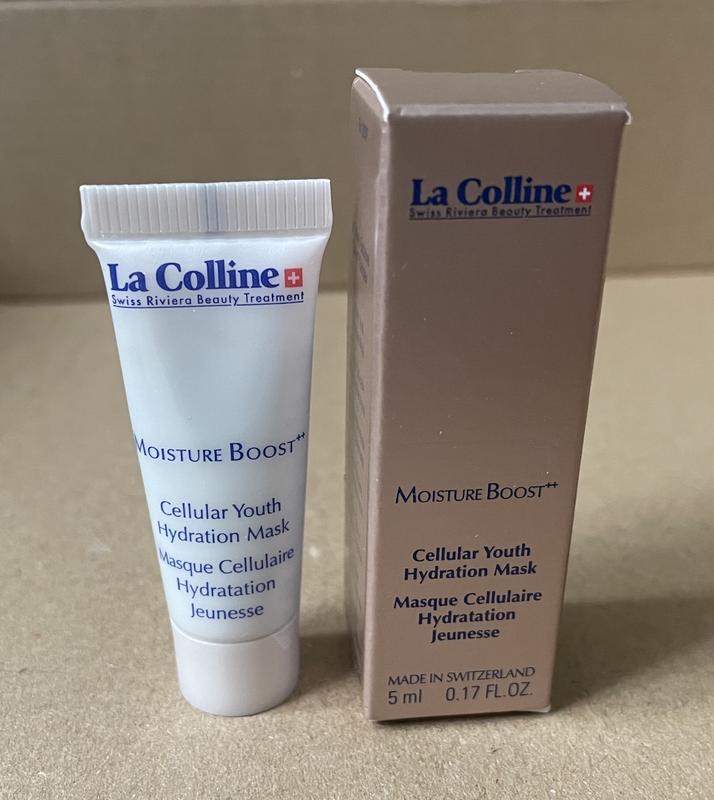 La Colline
Swiss Riviera Beauty Treatment
MOISTURE BOOST++
Cellular Youth
Hydration Mask
Masque Cellulaire
Hydratation
Jeunesse
La Colline
Swiss Riviera Beauty Treatment
MOISTURE BOOST++
Cellular Youth
Hydration Mask
Masque Cellulaire
Hydratation
Jeunesse
MADE IN SWITZERLAND
5 ml 0.17 FL.OZ.